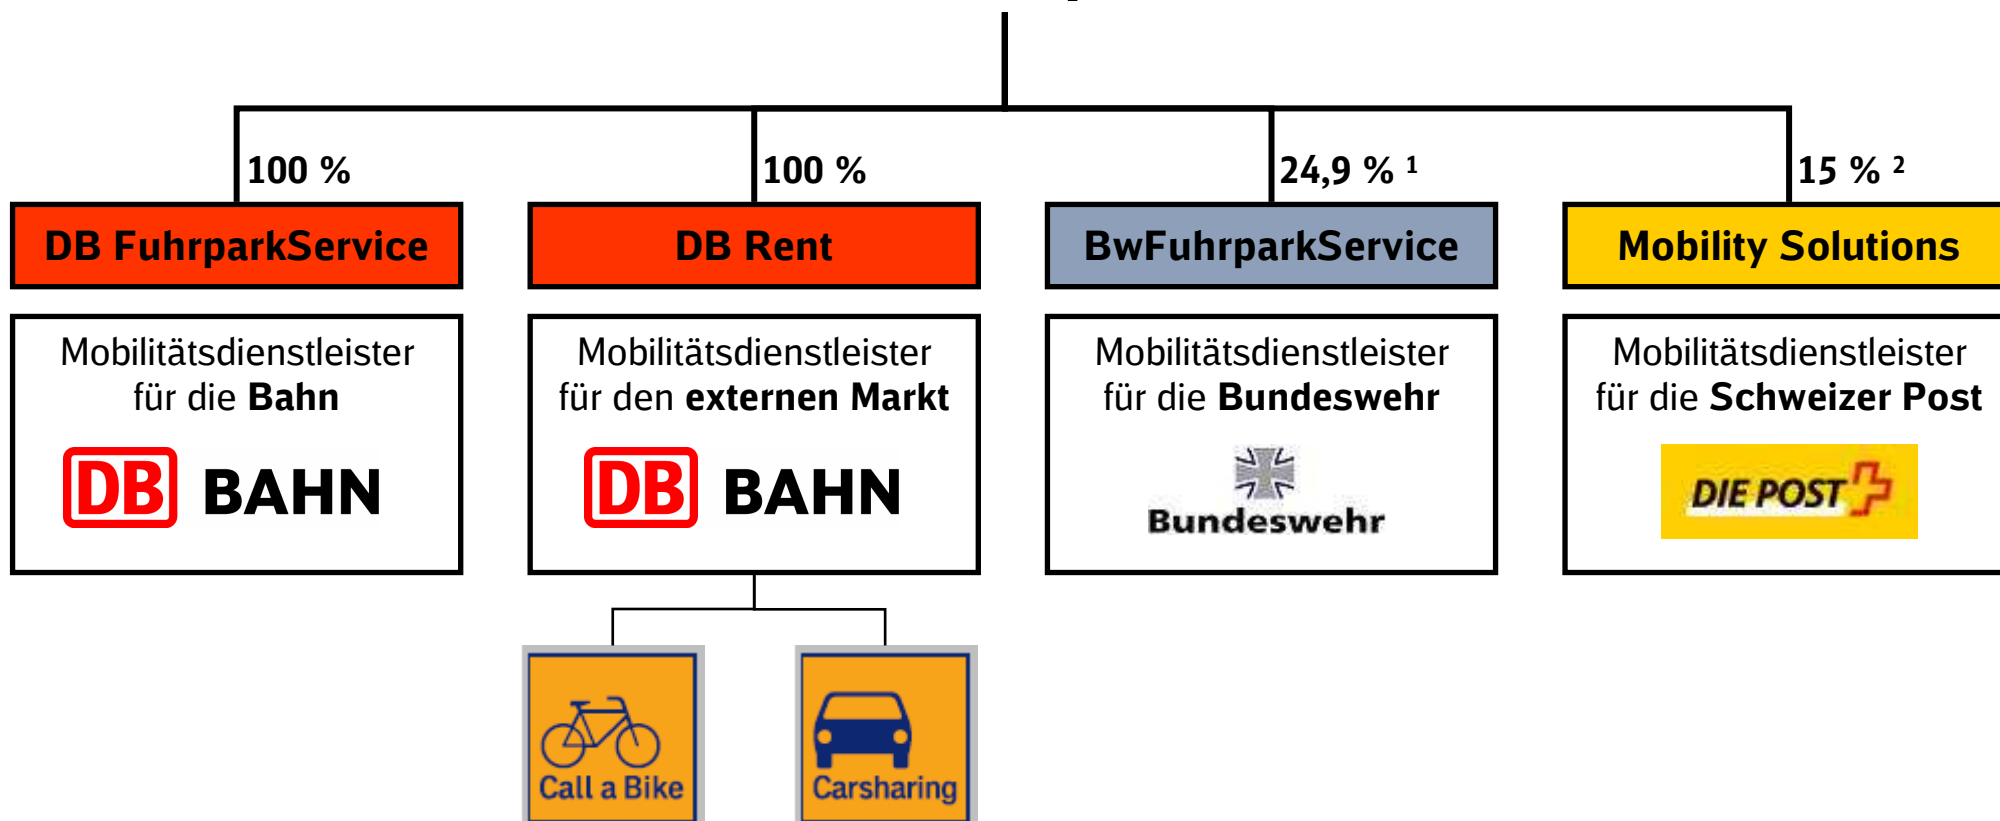 100 %
100 %
24,9 % 1
15 % 2
DB FuhrparkService
DB Rent
BwFuhrparkService
Mobility Solutions
Mobilitätsdienstleister
für die Bahn
DB BAHN
Mobilitätsdienstleister
für den externen Markt
DB BAHN
Mobilitätsdienstleister
für die Bundeswehr
Bundeswehr
Mobilitätsdienstleister
für die Schweizer Post
DIE POST
Call a Bike
Carsharing